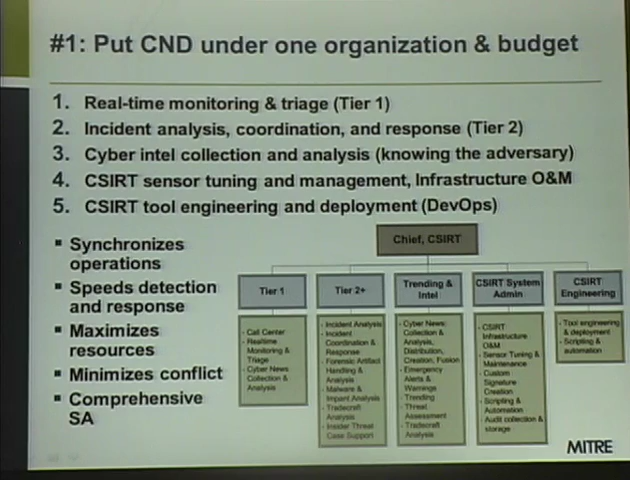 #1: Put CND under one organization & budget
1. Real-time monitoring & triage (Tier 1)
2. Incident analysis, coordination, and response (Tier 2)
3. Cyber intel collection and analysis (knowing the adversary)
4. CSIRT sensor tuning and management, Infrastructure O&M
5. CSIRT tool engineering and deployment (DevOps)
▪ Synchronizes
operations
▪ Speeds detection
and response
▪ Maximizes
resources
▪ Minimizes conflict
▪ Comprehensive
SA
Chief, CSIRT
Tier 1
- Call Center
- Realtime
Monitoring &
Triage
- Cyber News
Collection &
Analysis
Tier 2+
- Incident Analysis
- Incident
Coordination &
Response
- Forensic Artifact
Handling &
Analysis
- Malware &
Impact Analysis
- Tradecraft
Analysis
- Insider Threat
Case Support
Trending &
Intel
- Cyber News
Collection &
Analysis,
Distribution,
Creation, Fusion
- Emergency
Alerts &
Warnings
- Trending
- Threat
Assessment
- Tradecraft
Analysis
CSIRT System
Admin
- CSIRT
Infrastructure
O&M
- Sensor Tuning &
Maintenance
- Custom
Signature
Creation
- Scripting &
Automation
- Audit collection &
storage
CSIRT
Engineering
- Tool engineering
& deployment
- Scripting &
automation
MITRE